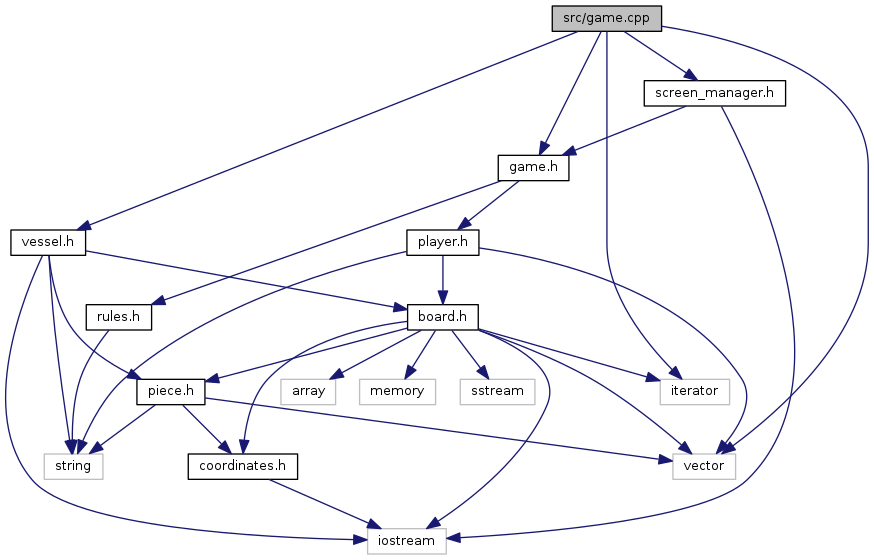 src/game.cpp
screen_manager.h
game.h
vessel.h
player.h
rules.h
board.h
piece.h
array
memory
sstream
iterator
string
coordinates.h
vector
iostream